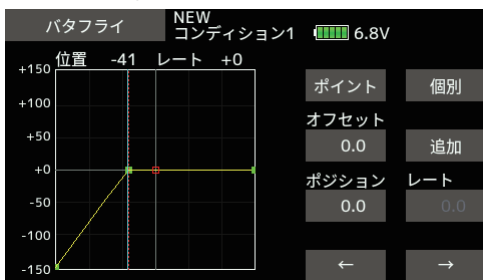 バタフライ
NEW
コンディション1
6.8V
位置 -41 レート +0
+150
+100
+50
+0
-50
-100
-150
ポイント 個別
オフセット
0.0 追加
ポジション レート
0.0 0.0
← →